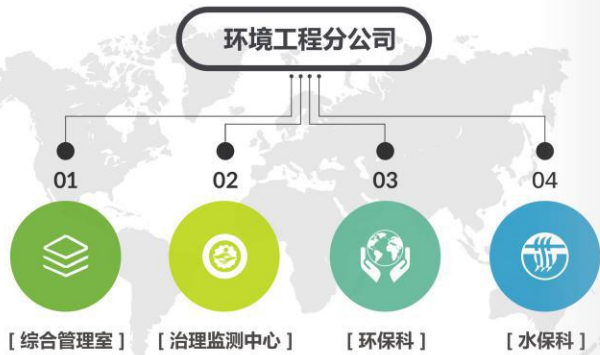 环境工程分公司
01 02 03 04
[ 综合管理室 ] [ 治理监测中心 ] [ 环保科 ] [ 水保科 ]